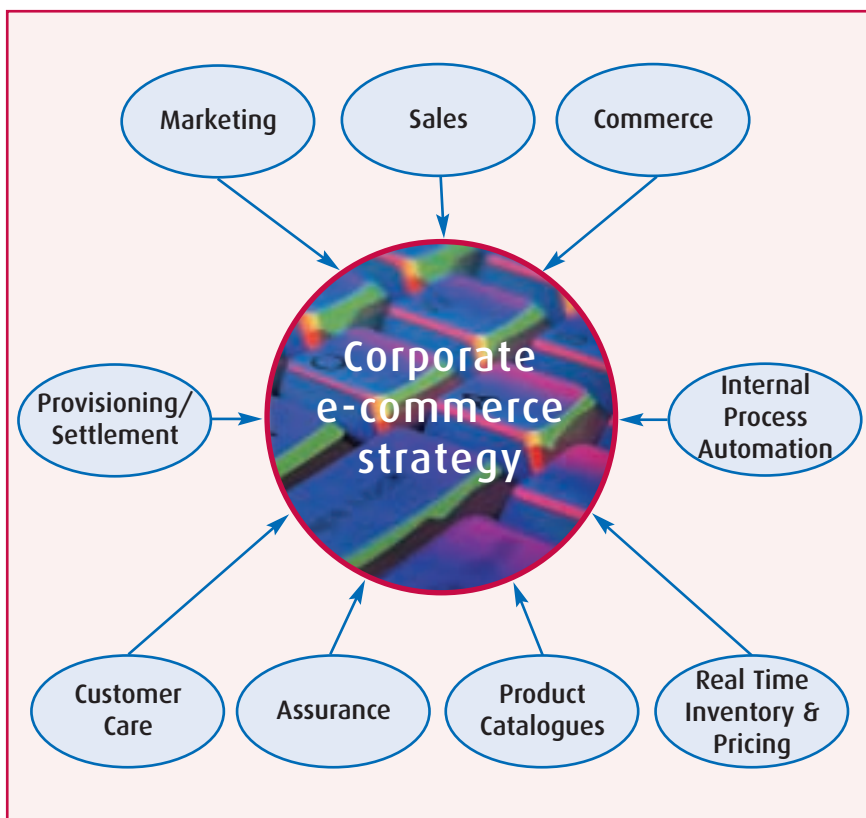 Marketing
Sales
Commerce
Corporate
e-commerce
strategy
Provisioning/
Settlement
Internal
Process
Automation
Customer
Care
Assurance
Product
Catalogues
Real Time
Inventory &
Pricing